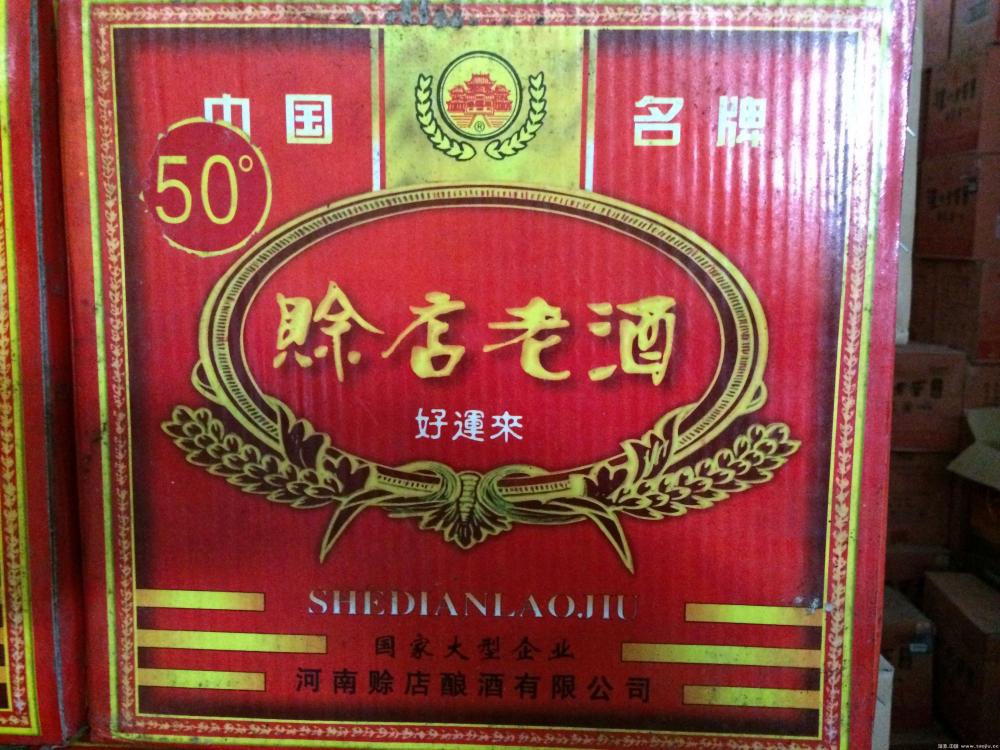 中国 名牌
50°
®
赊店老酒
好運來
SHEDIANLAOJIU
国家大型企业
河南赊店酿酒有限公司